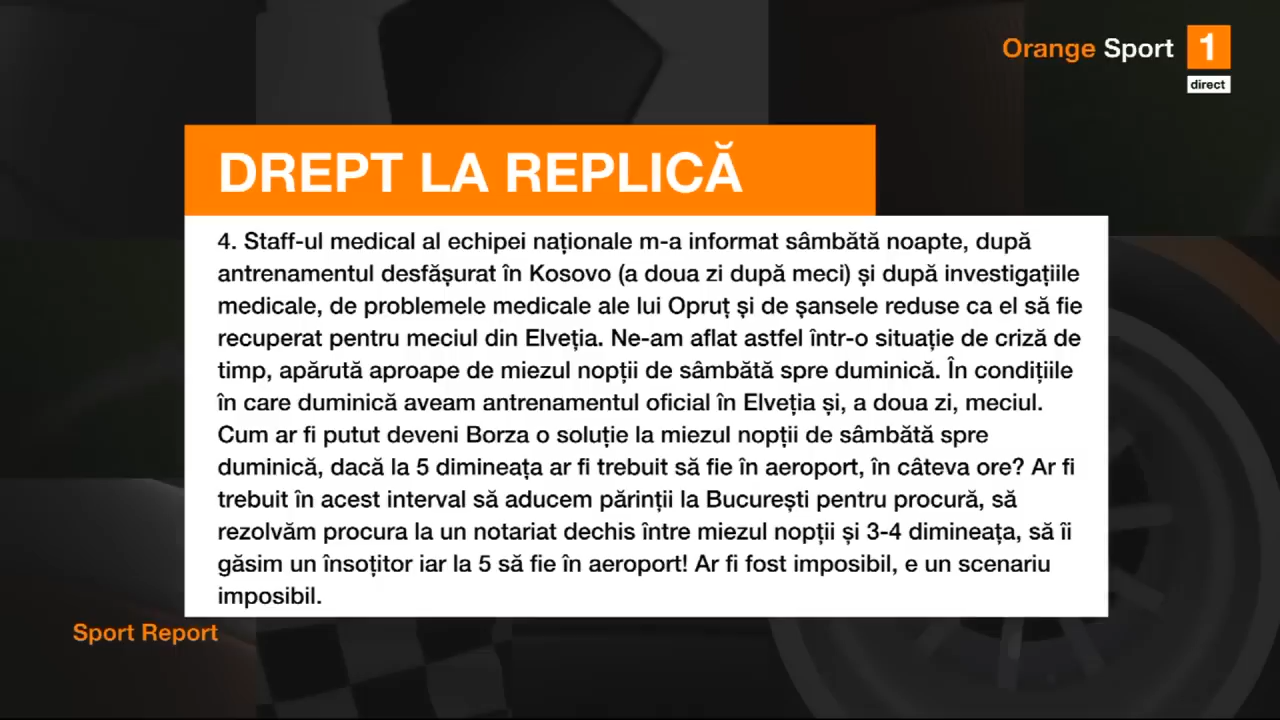 Orange Sport 1
direct
DREPT LA REPLICĂ
4. Staff-ul medical al echipei naționale m-a informat sâmbătă noapte, după
antrenamentul desfășurat în Kosovo (a doua zi după meci) și după investigațiile
medicale, de problemele medicale ale lui Opruț și de șansele reduse ca el să fie
recuperat pentru meciul din Elveția. Ne-am aflat astfel într-o situație de criză de
timp, apărută aproape de miezul nopții de sâmbătă spre duminică. În condițiile
în care duminică aveam antrenamentul oficial în Elveția și, a doua zi, meciul.
Cum ar fi putut deveni Borza o soluție la miezul nopții de sâmbătă spre
duminică, dacă la 5 dimineața ar fi trebuit să fie în aeroport, în câteva ore? Ar fi
trebuit în acest interval să aducem părinții la București pentru procură, să
rezolvăm procura la un notariat dechis între miezul nopții și 3-4 dimineața, să îi
găsim un însoțitor iar la 5 să fie în aeroport! Ar fi fost imposibil, e un scenariu
imposibil.
Sport Report